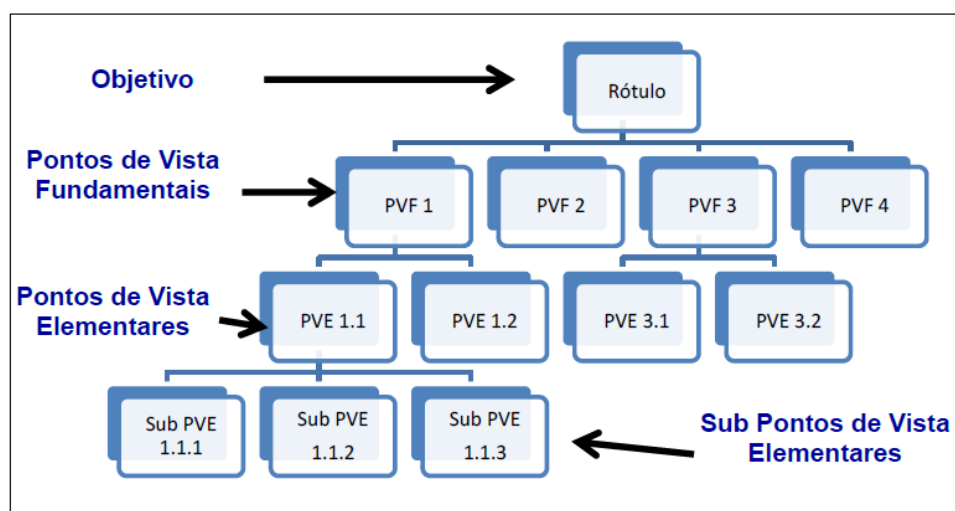 Objetivo
Rótulo
Pontos de Vista
Fundamentais
PVF 1
PVF 2
PVF 3
PVF 4
Pontos de Vista
Elementares
PVE 1.1
PVE 1.2
PVE 3.1
PVE 3.2
Sub PVE
1.1.1
Sub PVE
1.1.2
Sub PVE
1.1.3
Sub Pontos de Vista
Elementares